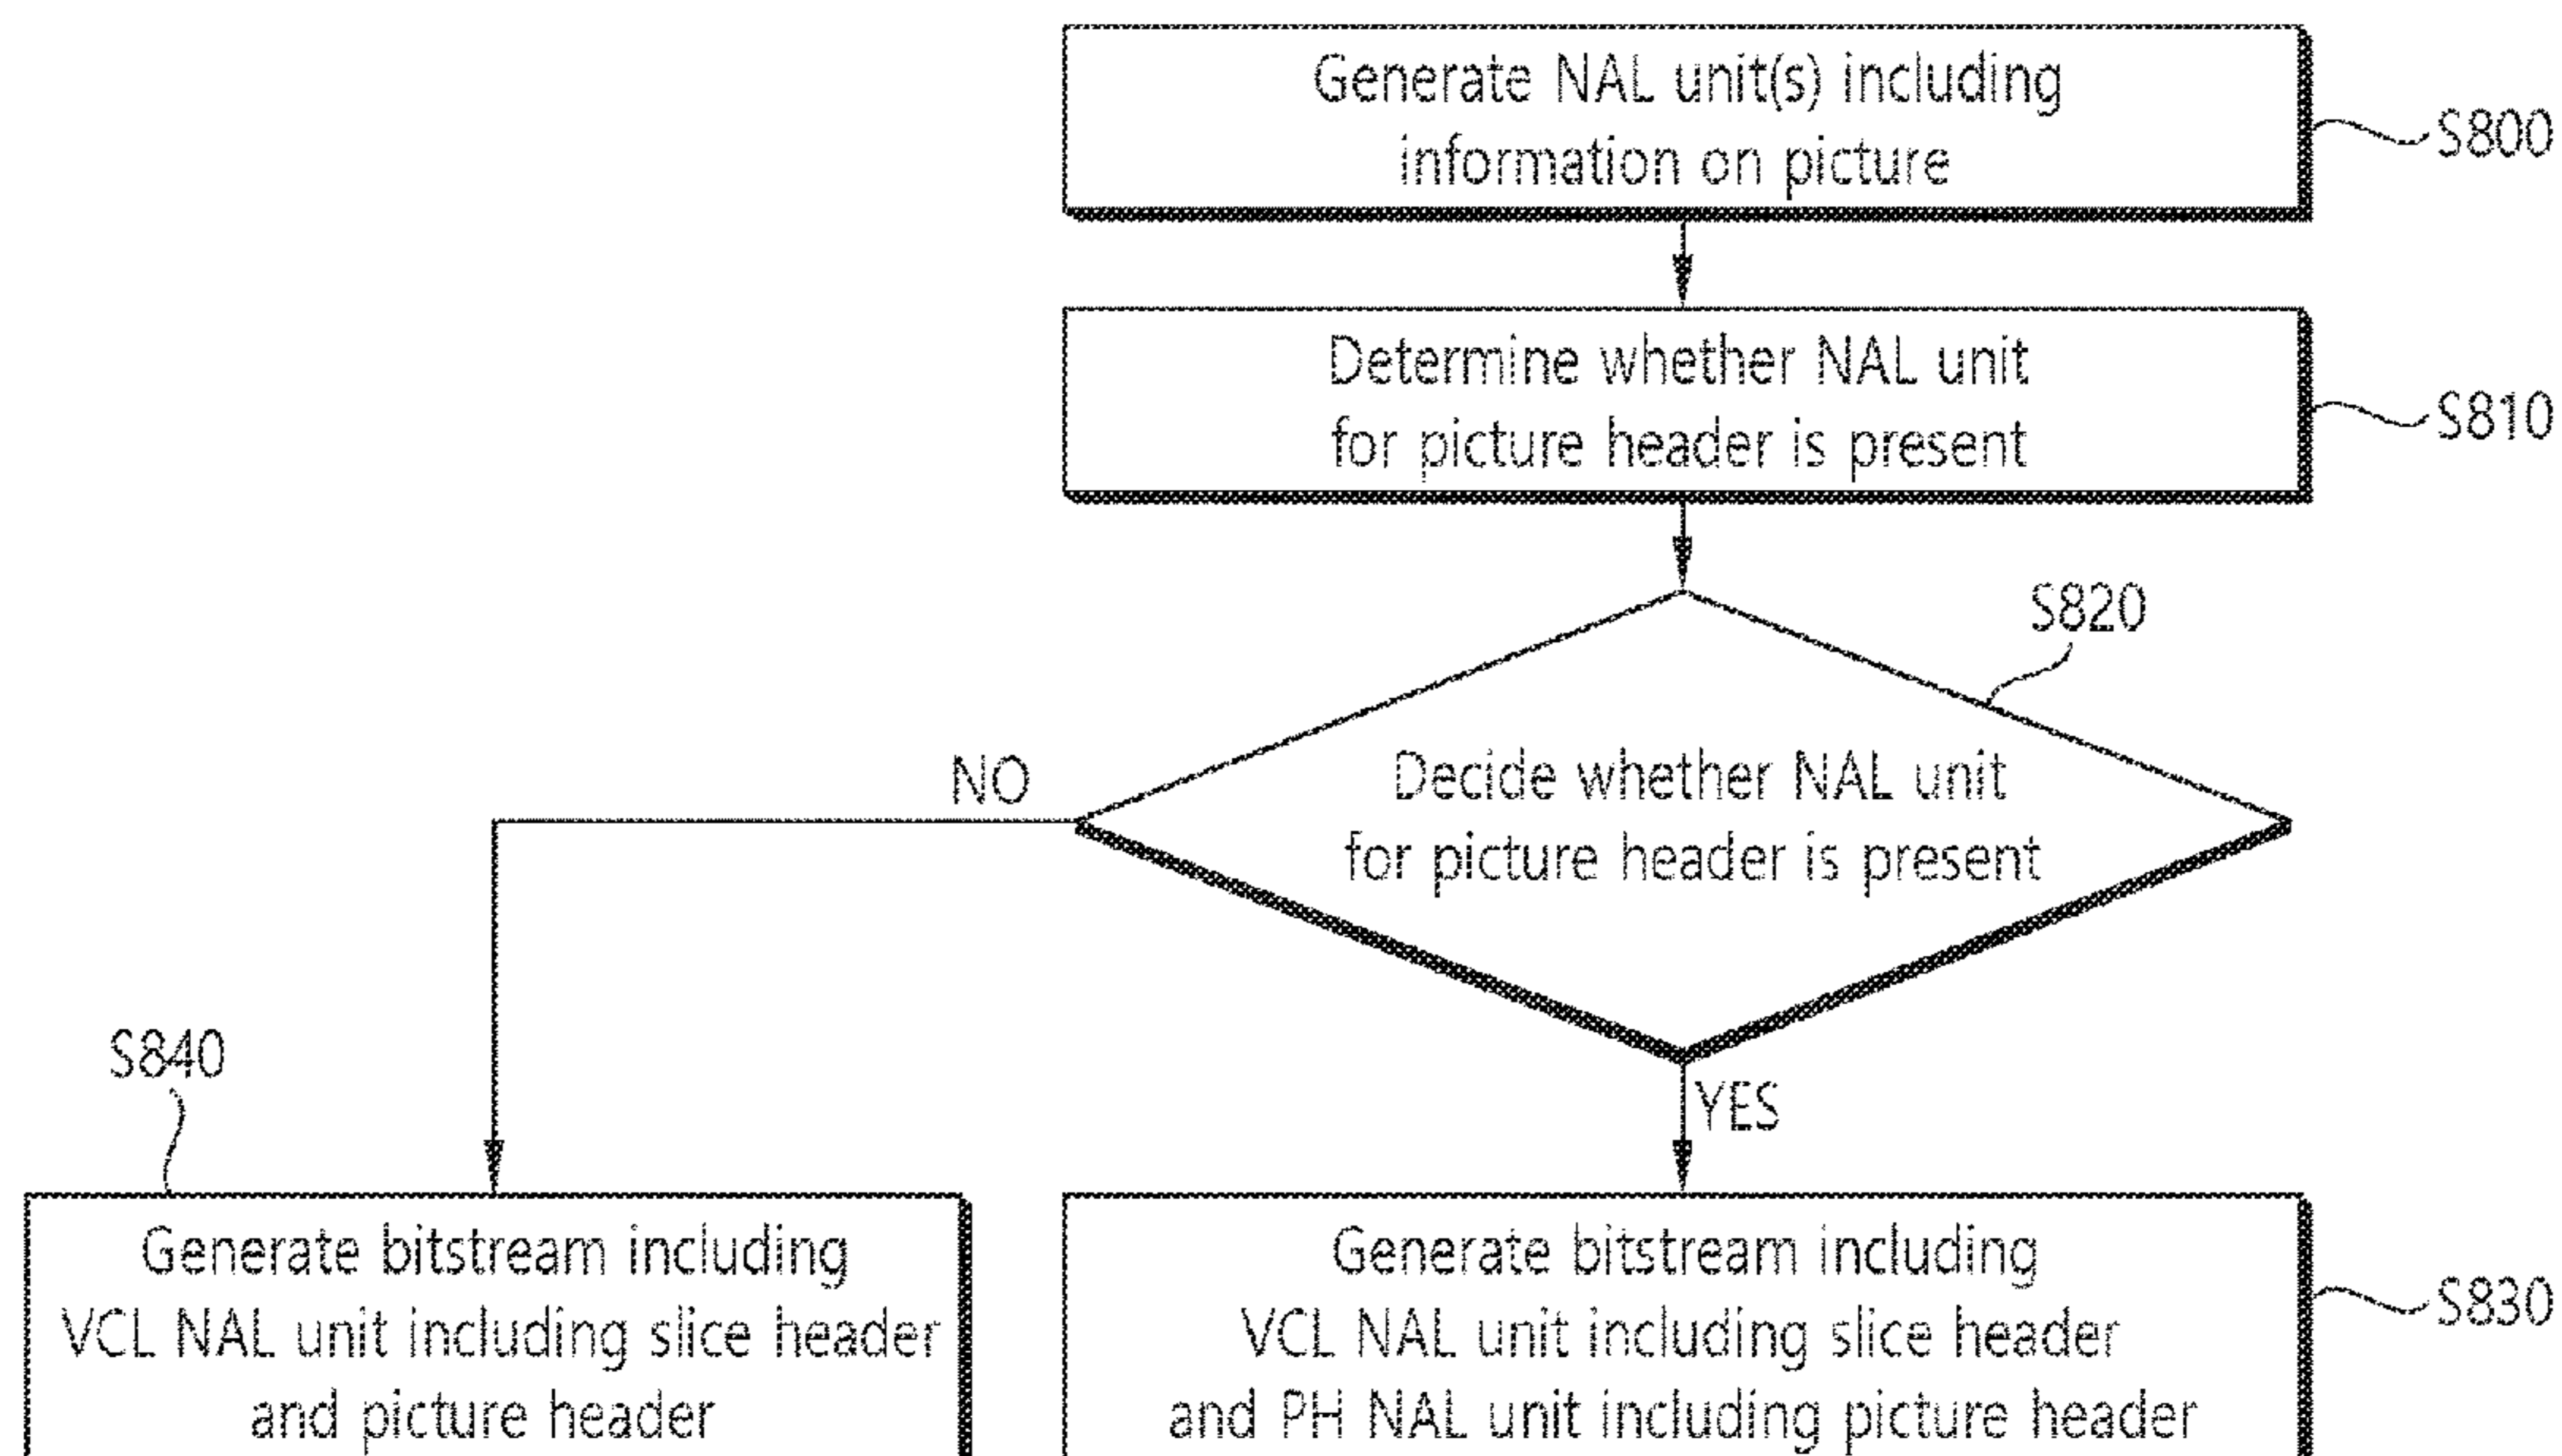 Generate NAL unit(s) including
information on picture
S800
Determine whether NAL unit
for picture header is present
S810
S820
Decide whether NAL unit
for picture header is present
NO
YES
S840
Generate bitstream including
VCL NAL unit including slice header
and picture header
Generate bitstream including
VCL NAL unit including slice header
and PH NAL unit including picture header
S830